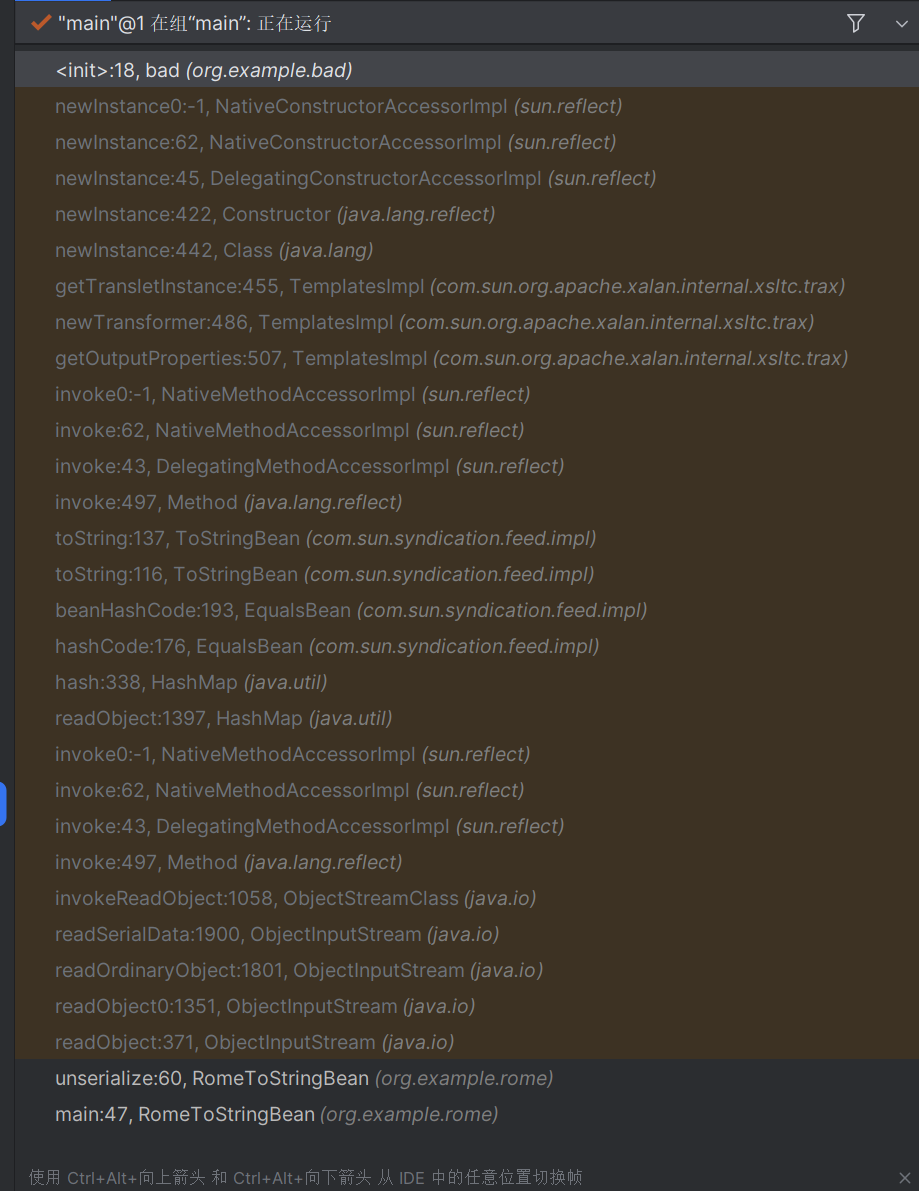 "main"@1 在组“main”: 正在运行
<init>:18, bad (org.example.bad)
newInstance0:-1, NativeConstructorAccessorImpl (sun.reflect)
newInstance:62, NativeConstructorAccessorImpl (sun.reflect)
newInstance:45, DelegatingConstructorAccessorImpl (sun.reflect)
newInstance:422, Constructor (java.lang.reflect)
newInstance:442, Class (java.lang)
getTransletInstance:455, TemplatesImpl (com.sun.org.apache.xalan.internal.xsltc.trax)
newTransformer:486, TemplatesImpl (com.sun.org.apache.xalan.internal.xsltc.trax)
getOutputProperties:507, TemplatesImpl (com.sun.org.apache.xalan.internal.xsltc.trax)
invoke0:-1, NativeMethodAccessorImpl (sun.reflect)
invoke:62, NativeMethodAccessorImpl (sun.reflect)
invoke:43, DelegatingMethodAccessorImpl (sun.reflect)
invoke:497, Method (java.lang.reflect)
toString:137, ToStringBean (com.sun.syndication.feed.impl)
toString:116, ToStringBean (com.sun.syndication.feed.impl)
beanHashCode:193, EqualsBean (com.sun.syndication.feed.impl)
hashCode:176, EqualsBean (com.sun.syndication.feed.impl)
hash:338, HashMap (java.util)
readObject:1397, HashMap (java.util)
invoke0:-1, NativeMethodAccessorImpl (sun.reflect)
invoke:62, NativeMethodAccessorImpl (sun.reflect)
invoke:43, DelegatingMethodAccessorImpl (sun.reflect)
invoke:497, Method (java.lang.reflect)
invokeReadObject:1058, ObjectStreamClass (java.io)
readSerialData:1900, ObjectInputStream (java.io)
readOrdinaryObject:1801, ObjectInputStream (java.io)
readObject0:1351, ObjectInputStream (java.io)
readObject:371, ObjectInputStream (java.io)
unserialize:60, RomeToStringBean (org.example.rome)
main:47, RomeToStringBean (org.example.rome)
使用 Ctrl+Alt+向上箭头 和 Ctrl+Alt+向下箭头 从 IDE 中的任意位置切换帧